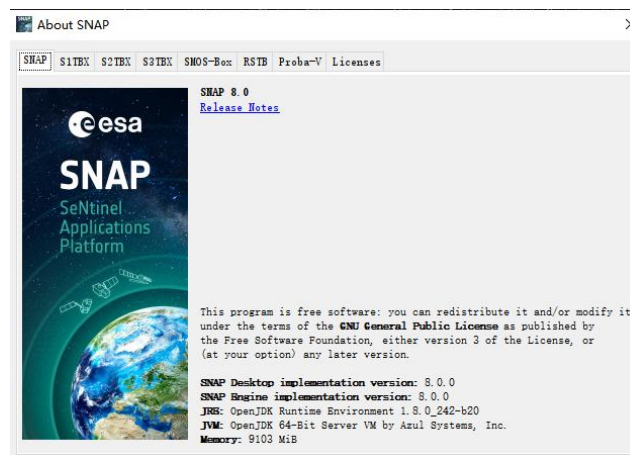 About SNAP
SNAP S1TBX S2TBX S3TBX SMOS-Box RSTB Proba-V Licenses
esa
SNAP
SeNtinel
Applications
Platform
SNAP 8.0
Release Notes
This program is free software: you can redistribute it and/or modify it
under the terms of the GNU General Public License as published by
the Free Software Foundation, either version 3 of the License, or
(at your option) any later version.
SNAP Desktop implementation version: 8.0.0
SNAP Engine implementation version: 8.0.0
JRE: OpenJDK Runtime Environment 1.8.0_242-b20
JVM: OpenJDK 64-Bit Server VM by Azul Systems, Inc.
Memory: 9103 MiB